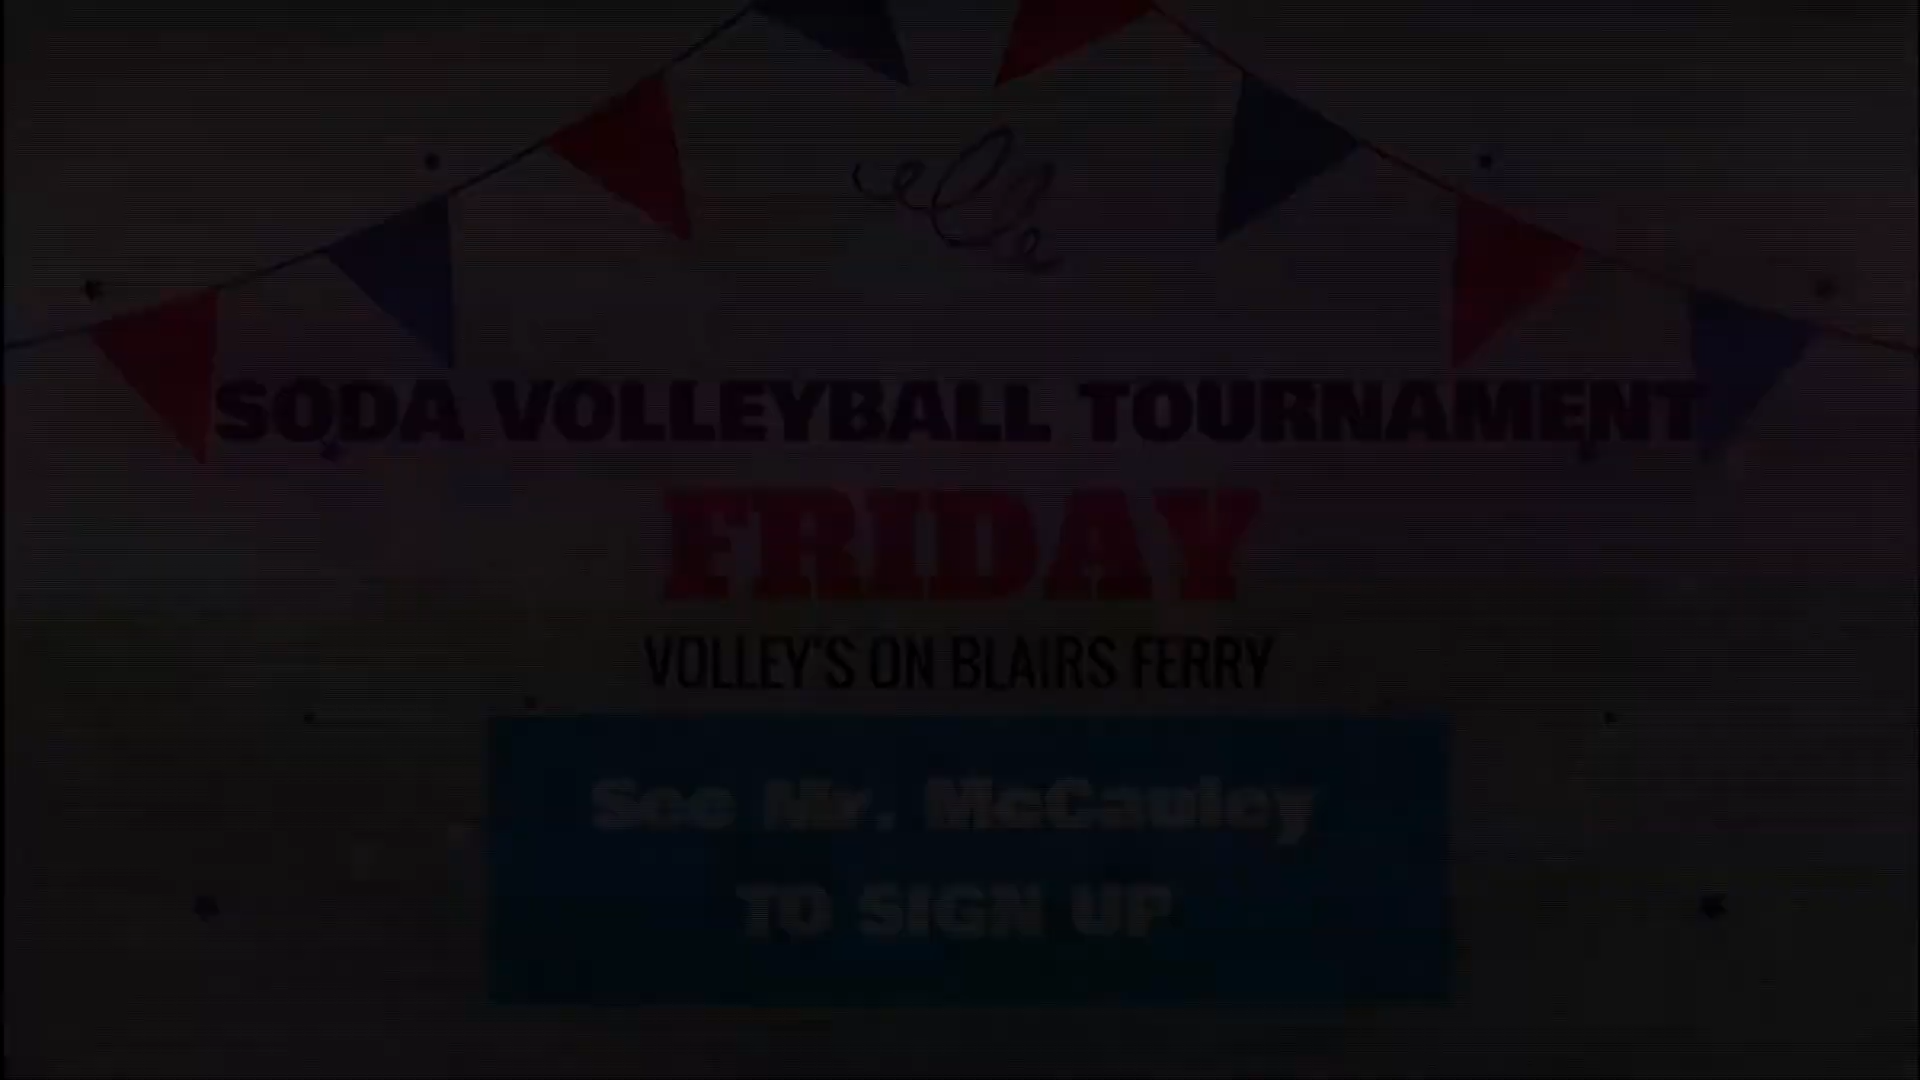 SODA VOLLEYBALL TOURNAMENT
FRIDAY
VOLLEY'S ON BLAIRS FERRY
See Mr. McCauley
TO SIGN UP